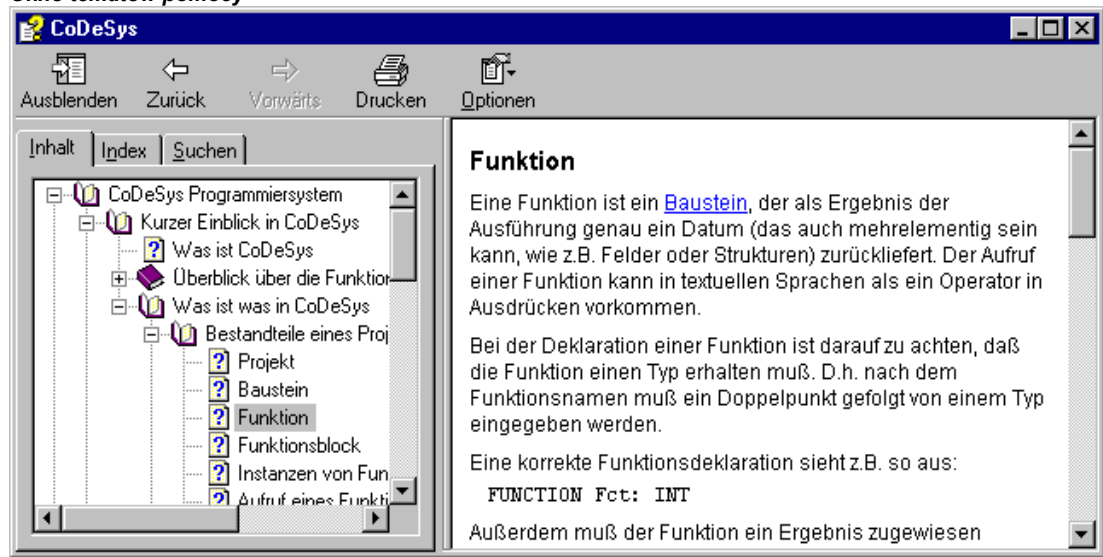 CoDeSys
Ausblenden Zurück Vorwärts Drucken Optionen
Inhalt Index Suchen
CoDeSys Programmiersystem
Kurzer Einblick in CoDeSys
Was ist CoDeSys
Überblick über die Funktion
Was ist was in CoDeSys
Bestandteile eines Proj
Projekt
Baustein
Funktion
Funktionsblock
Instanzen von Fun
Aufruf eines Funkti
Funktion
Eine Funktion ist ein Baustein, der als Ergebnis der
Ausführung genau ein Datum (das auch mehrelementig sein
kann, wie z.B. Felder oder Strukturen) zurückliefert. Der Aufruf
einer Funktion kann in textuellen Sprachen als ein Operator in
Ausdrücken vorkommen.
Bei der Deklaration einer Funktion ist darauf zu achten, daß
die Funktion einen Typ erhalten muß. D.h. nach dem
Funktionsnamen muß ein Doppelpunkt gefolgt von einem Typ
eingegeben werden.
Eine korrekte Funktionsdeklaration sieht z.B. so aus:
FUNCTION Fct: INT
Außerdem muß der Funktion ein Ergebnis zugewiesen